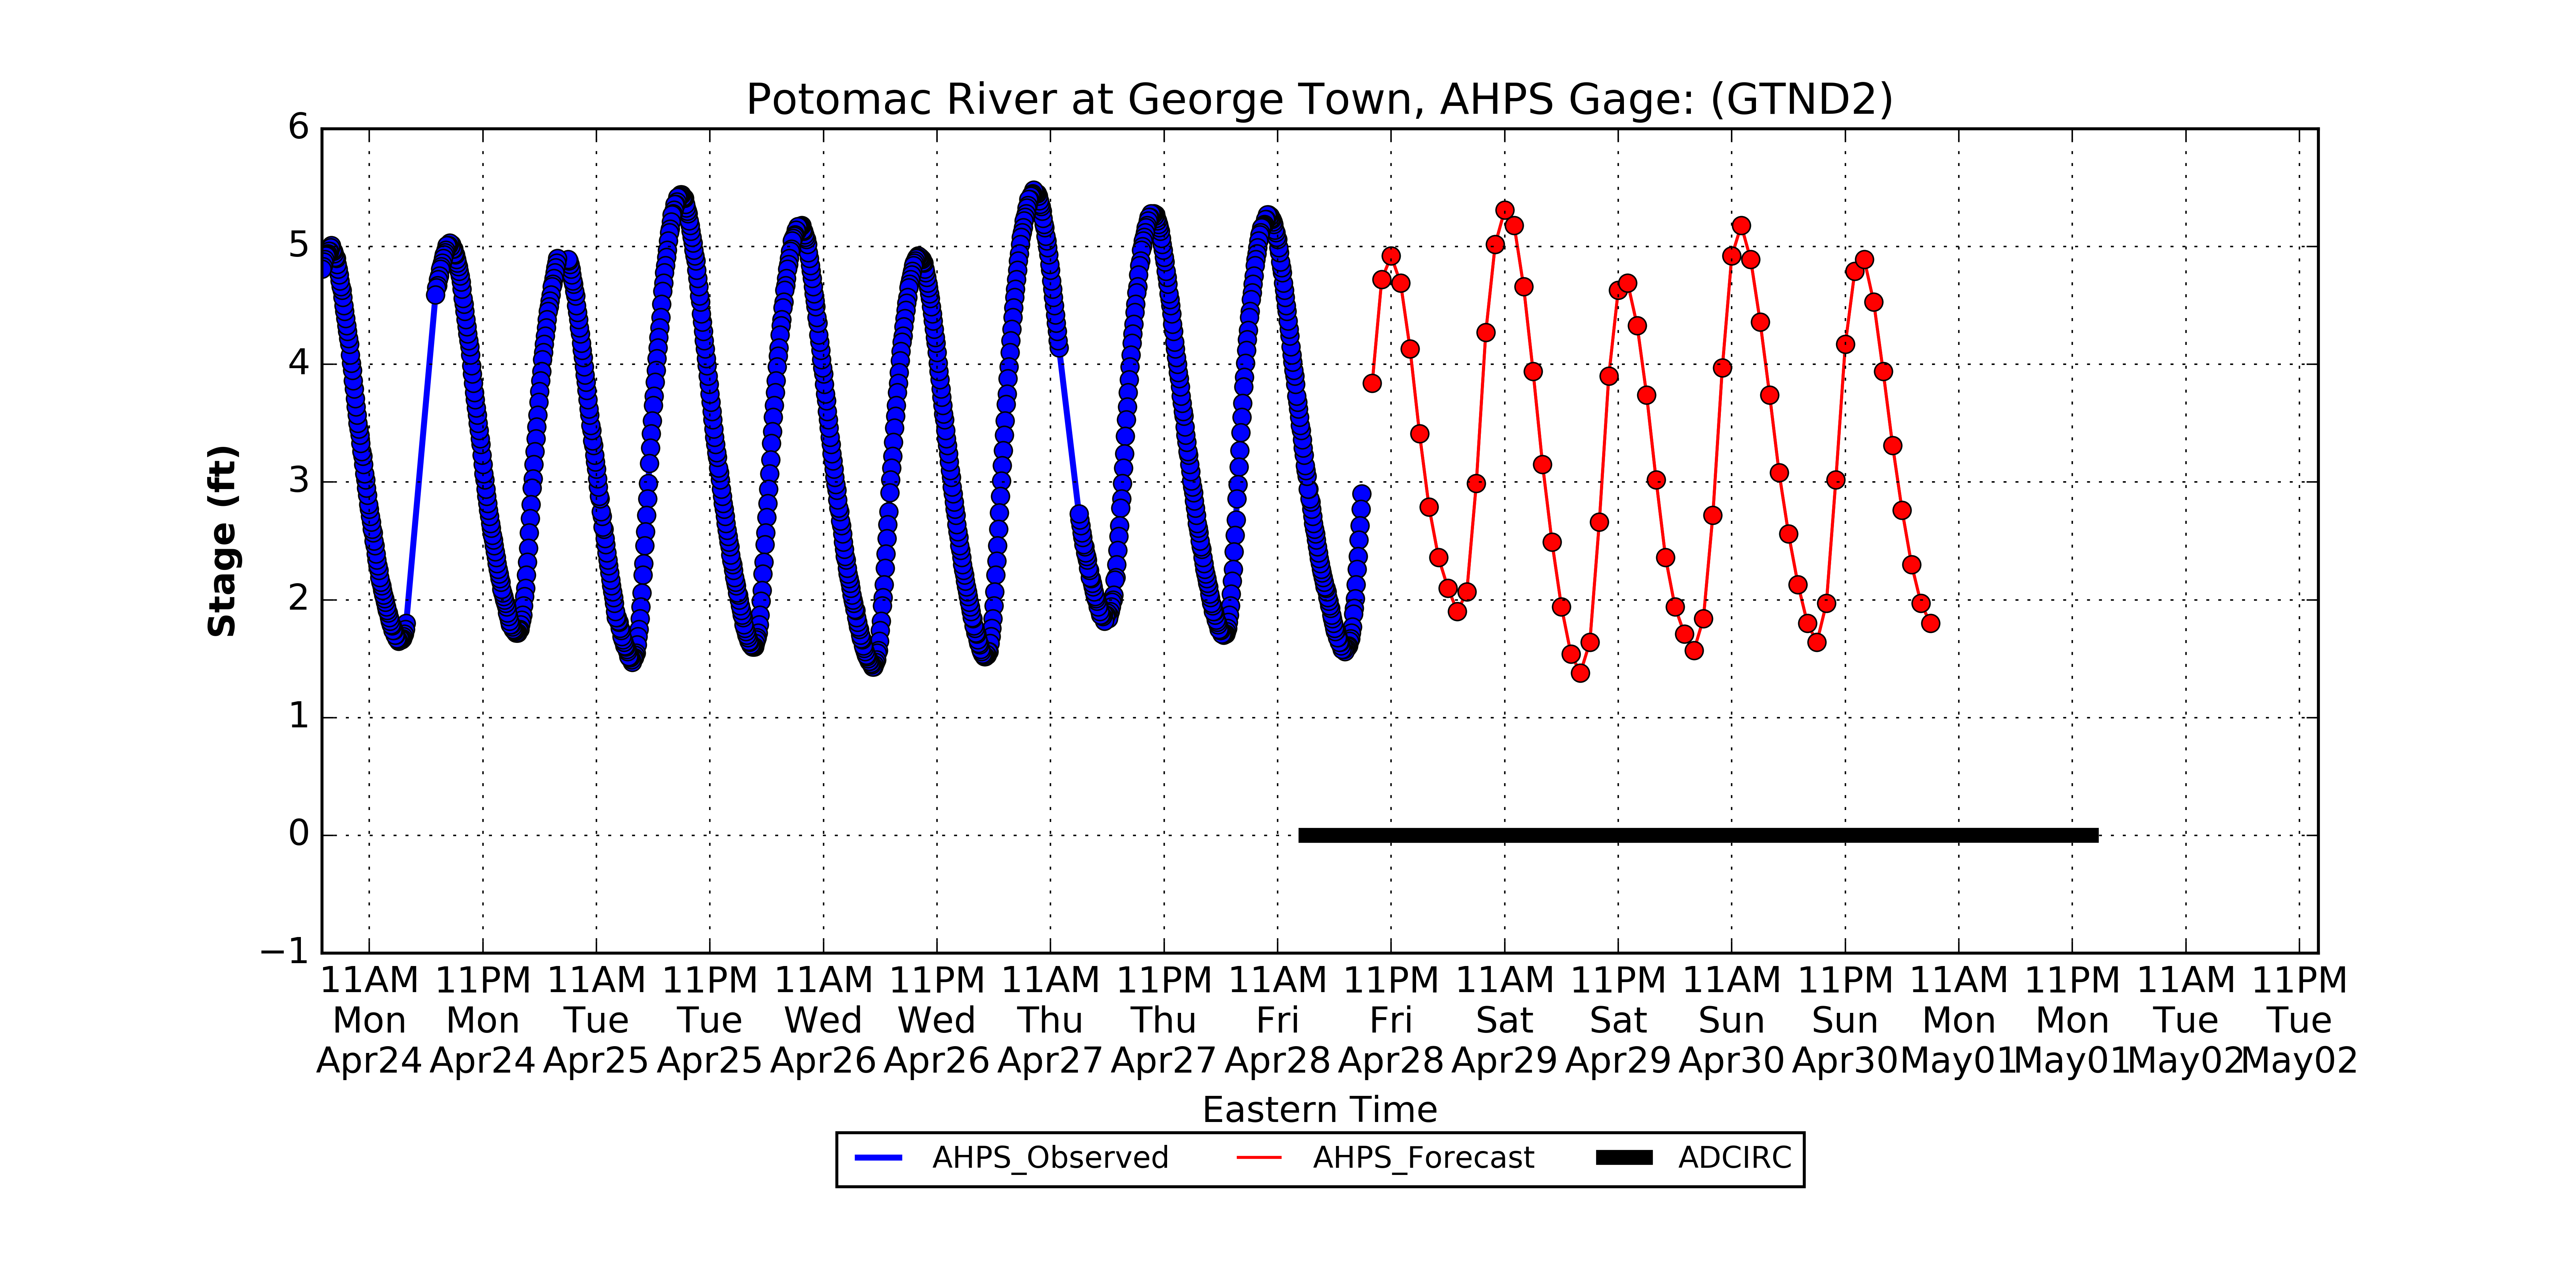 Potomac River at George Town, AHPS Gage: (GTND2)
6
5
4
3
2
1
0
−1
Stage (ft)
11AM 11PM 11AM 11PM 11AM 11PM 11AM 11PM 11AM 11PM 11AM 11PM 11AM 11PM 11AM 11PM 11AM 11PM
Mon Mon Tue Tue Wed Wed Thu Thu Fri Fri Sat Sat Sun Sun Mon Mon Tue Tue
Apr24 Apr24 Apr25 Apr25 Apr26 Apr26 Apr27 Apr27 Apr28 Apr28 Apr29 Apr29 Apr30 Apr30 May01 May01 May02 May02
Eastern Time
AHPS_Observed AHPS_Forecast ADCIRC